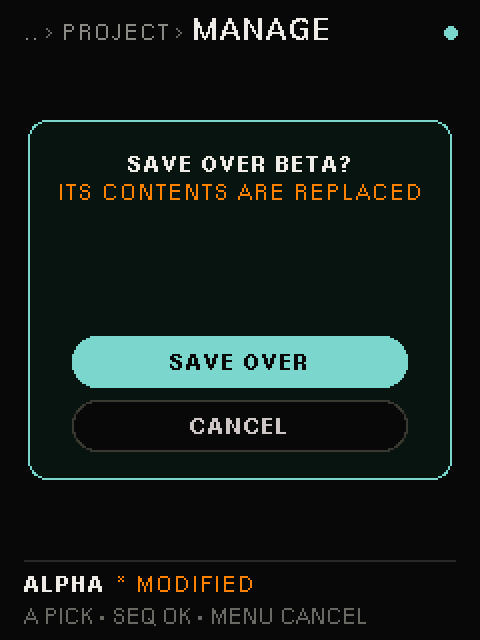 ..› PROJECT› MANAGE
SAVE OVER BETA?
ITS CONTENTS ARE REPLACED
SAVE OVER
CANCEL
ALPHA * MODIFIED
A PICK · SEQ OK · MENU CANCEL